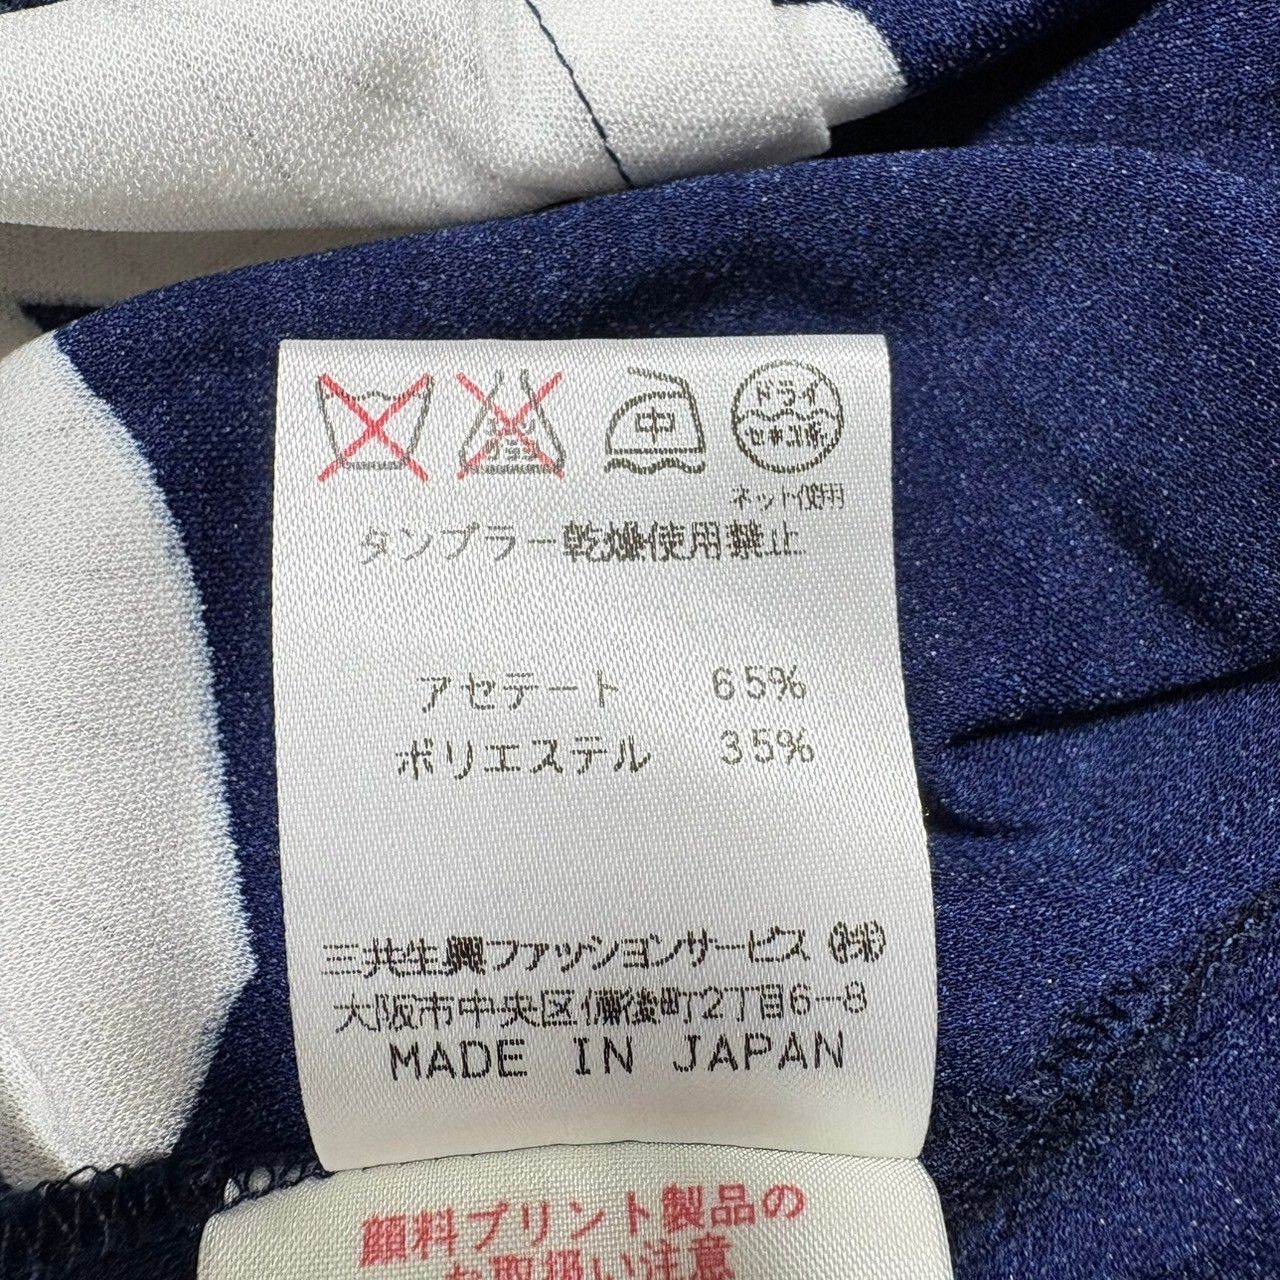 中 ドライ
セキユ系
ネット使用
タンブラー乾燥使用禁止
アセテート 65%
ポリエステル 35%
三共生興ファッションサービス(株)
大阪市中央区備後町2丁目6-8
MADE IN JAPAN
顔料プリント製品の
お取扱い注意